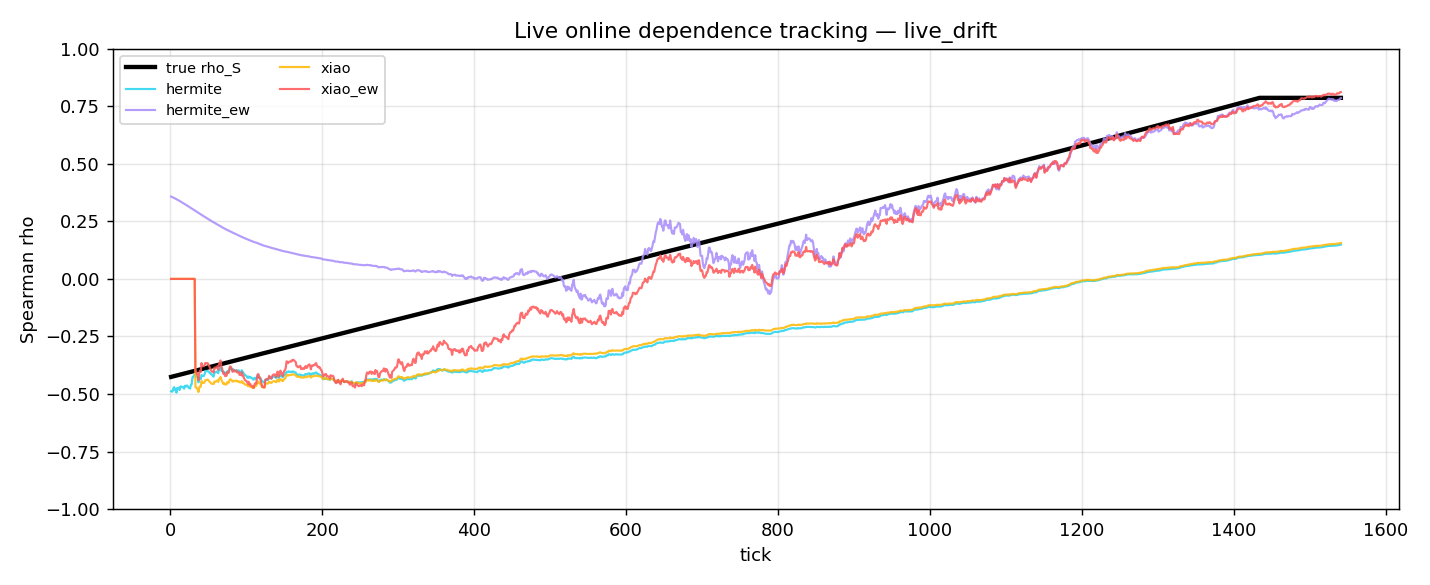 Live online dependence tracking — live_drift
1.00
0.75
0.50
0.25
0.00
−0.25
−0.50
−0.75
−1.00
Spearman rho
true rho_S
hermite
hermite_ew
xiao
xiao_ew
0 200 400 600 800 1000 1200 1400 1600
tick